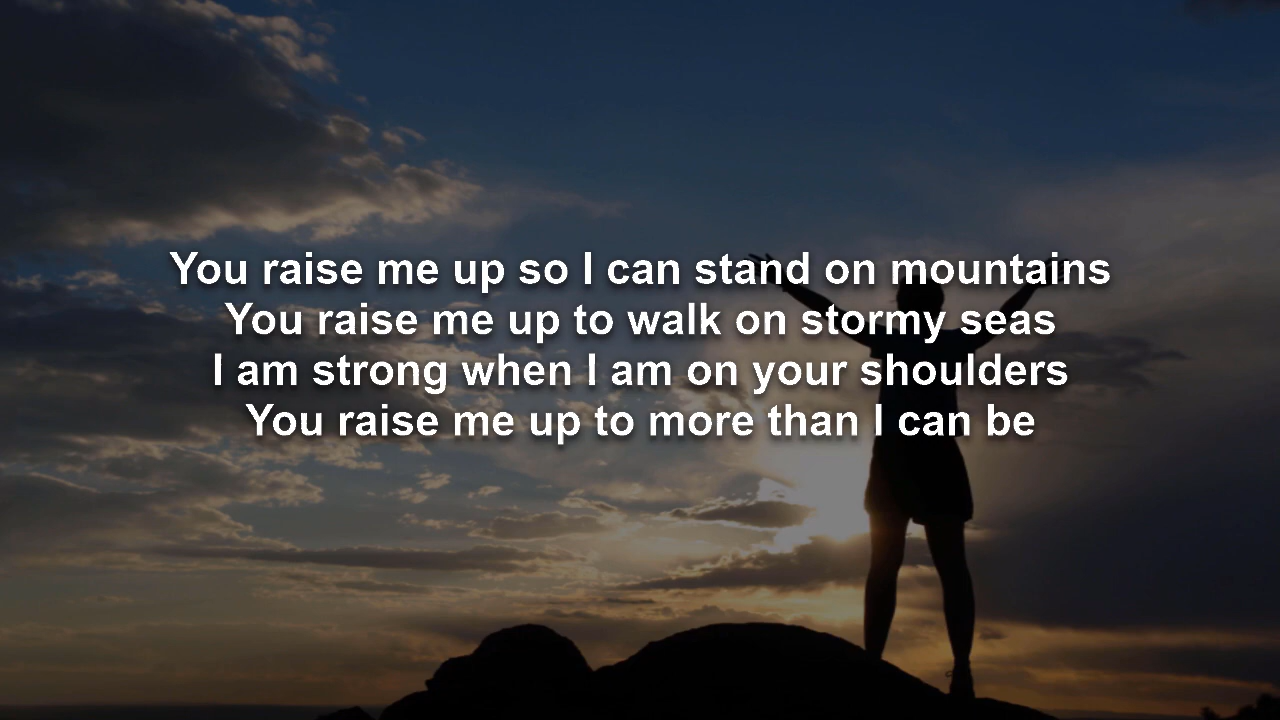 You raise me up so I can stand on mountains
You raise me up to walk on stormy seas
I am strong when I am on your shoulders
You raise me up to more than I can be